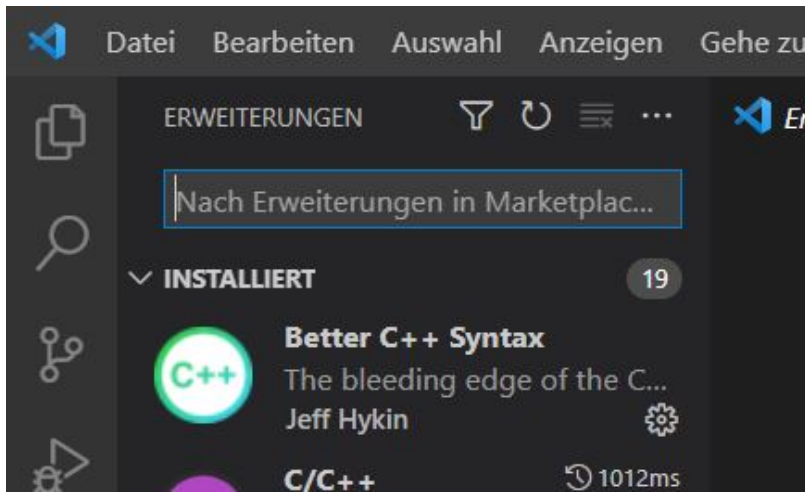 Datei Bearbeiten Auswahl Anzeigen Gehe zu
ERWEITERUNGEN
Nach Erweiterungen in Marketplac...
INSTALLIERT 19
Better C++ Syntax
C++
The bleeding edge of the C...
Jeff Hykin
C/C++ 1012ms